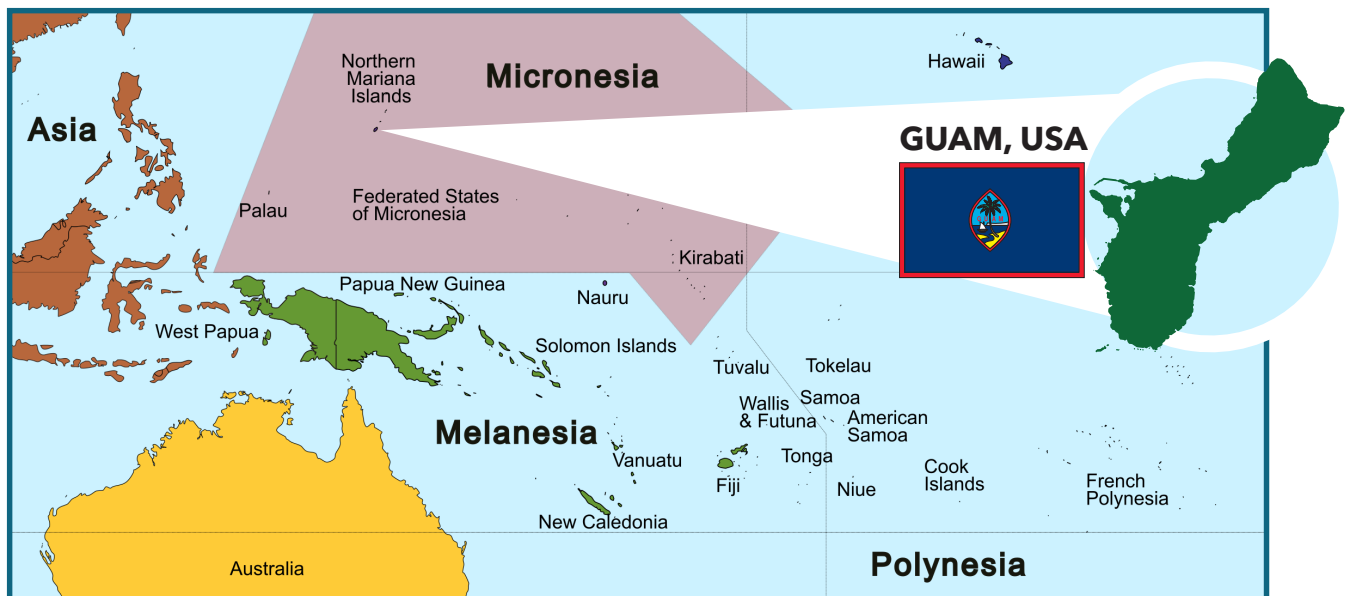 Northern
Mariana
Islands
Micronesia
Hawaii
Asia
GUAM, USA
Palau
Federated States
of Micronesia
Kirabati
Papua New Guinea
Nauru
West Papua
Solomon Islands
Tuvalu
Tokelau
Samoa
Wallis
& Futuna
American
Samoa
Melanesia
Vanuatu
Tonga
Fiji
Niue
Cook
Islands
French
Polynesia
New Caledonia
Australia
Polynesia